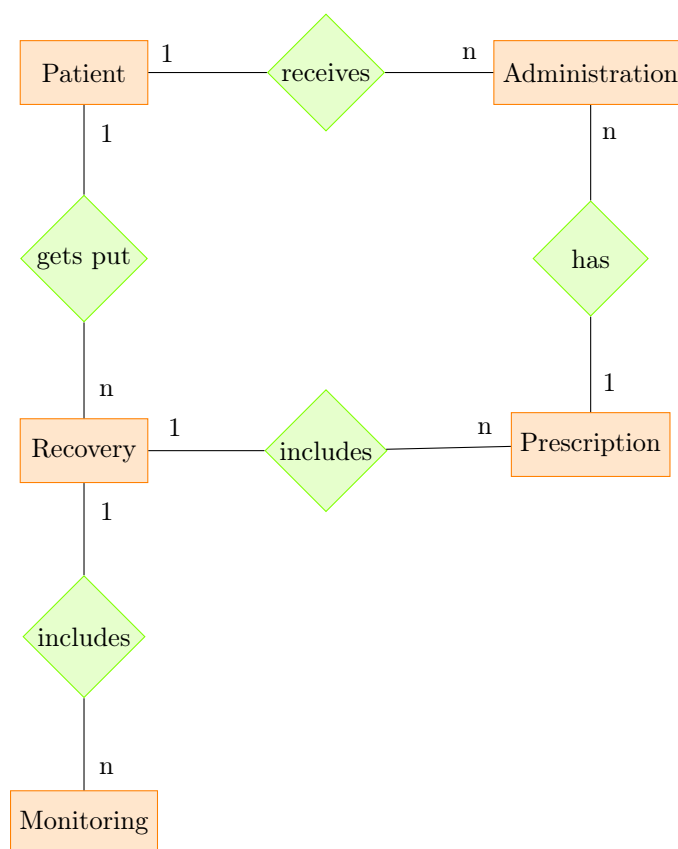 1
n
Patient
receives
Administration
1
n
gets put
has
n
1
Recovery
1
includes
n
Prescription
1
includes
n
Monitoring